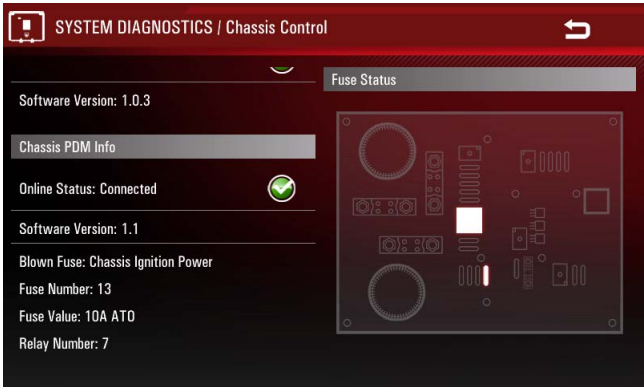 SYSTEM DIAGNOSTICS / Chassis Control
Software Version: 1.0.3
Chassis PDM Info
Online Status: Connected
Software Version: 1.1
Blown Fuse: Chassis Ignition Power
Fuse Number: 13
Fuse Value: 10A ATO
Relay Number: 7
Fuse Status